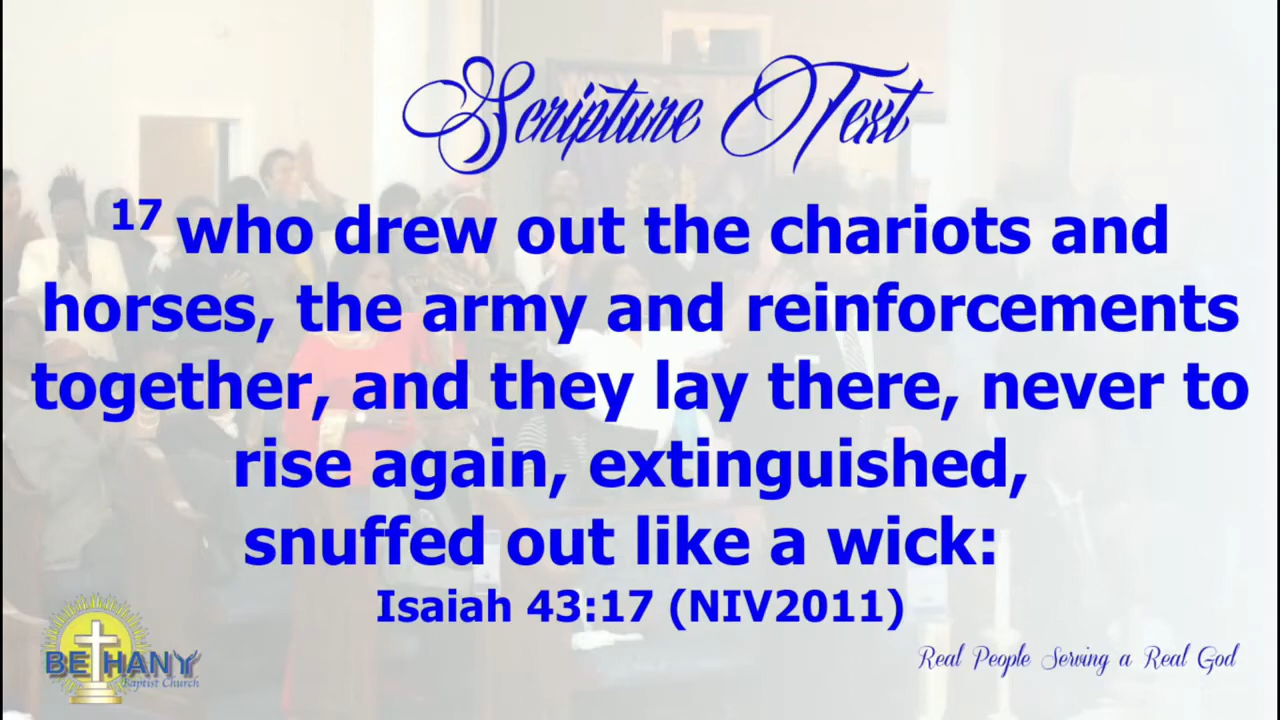 Scripture Text
17 who drew out the chariots and
horses, the army and reinforcements
together, and they lay there, never to
rise again, extinguished,
snuffed out like a wick:
Isaiah 43:17 (NIV2011)
BETHANY
Baptist Church
Real People Serving a Real God